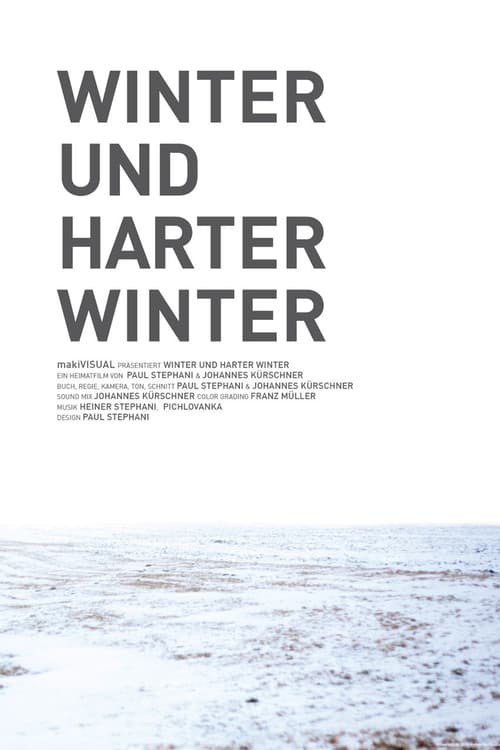 WINTER
UND
HARTER
WINTER
makiVISUAL PRÄSENTIERT WINTER UND HARTER WINTER
EIN HEIMATFILM VON PAUL STEPHANI & JOHANNES KÜRSCHNER
BUCH, REGIE, KAMERA, TON, SCHNITT PAUL STEPHANI & JOHANNES KÜRSCHNER
SOUND MIX JOHANNES KÜRSCHNER COLOR GRADING FRANZ MÜLLER
MUSIK HEINER STEPHANI, PICHLOVANKA
DESIGN PAUL STEPHANI